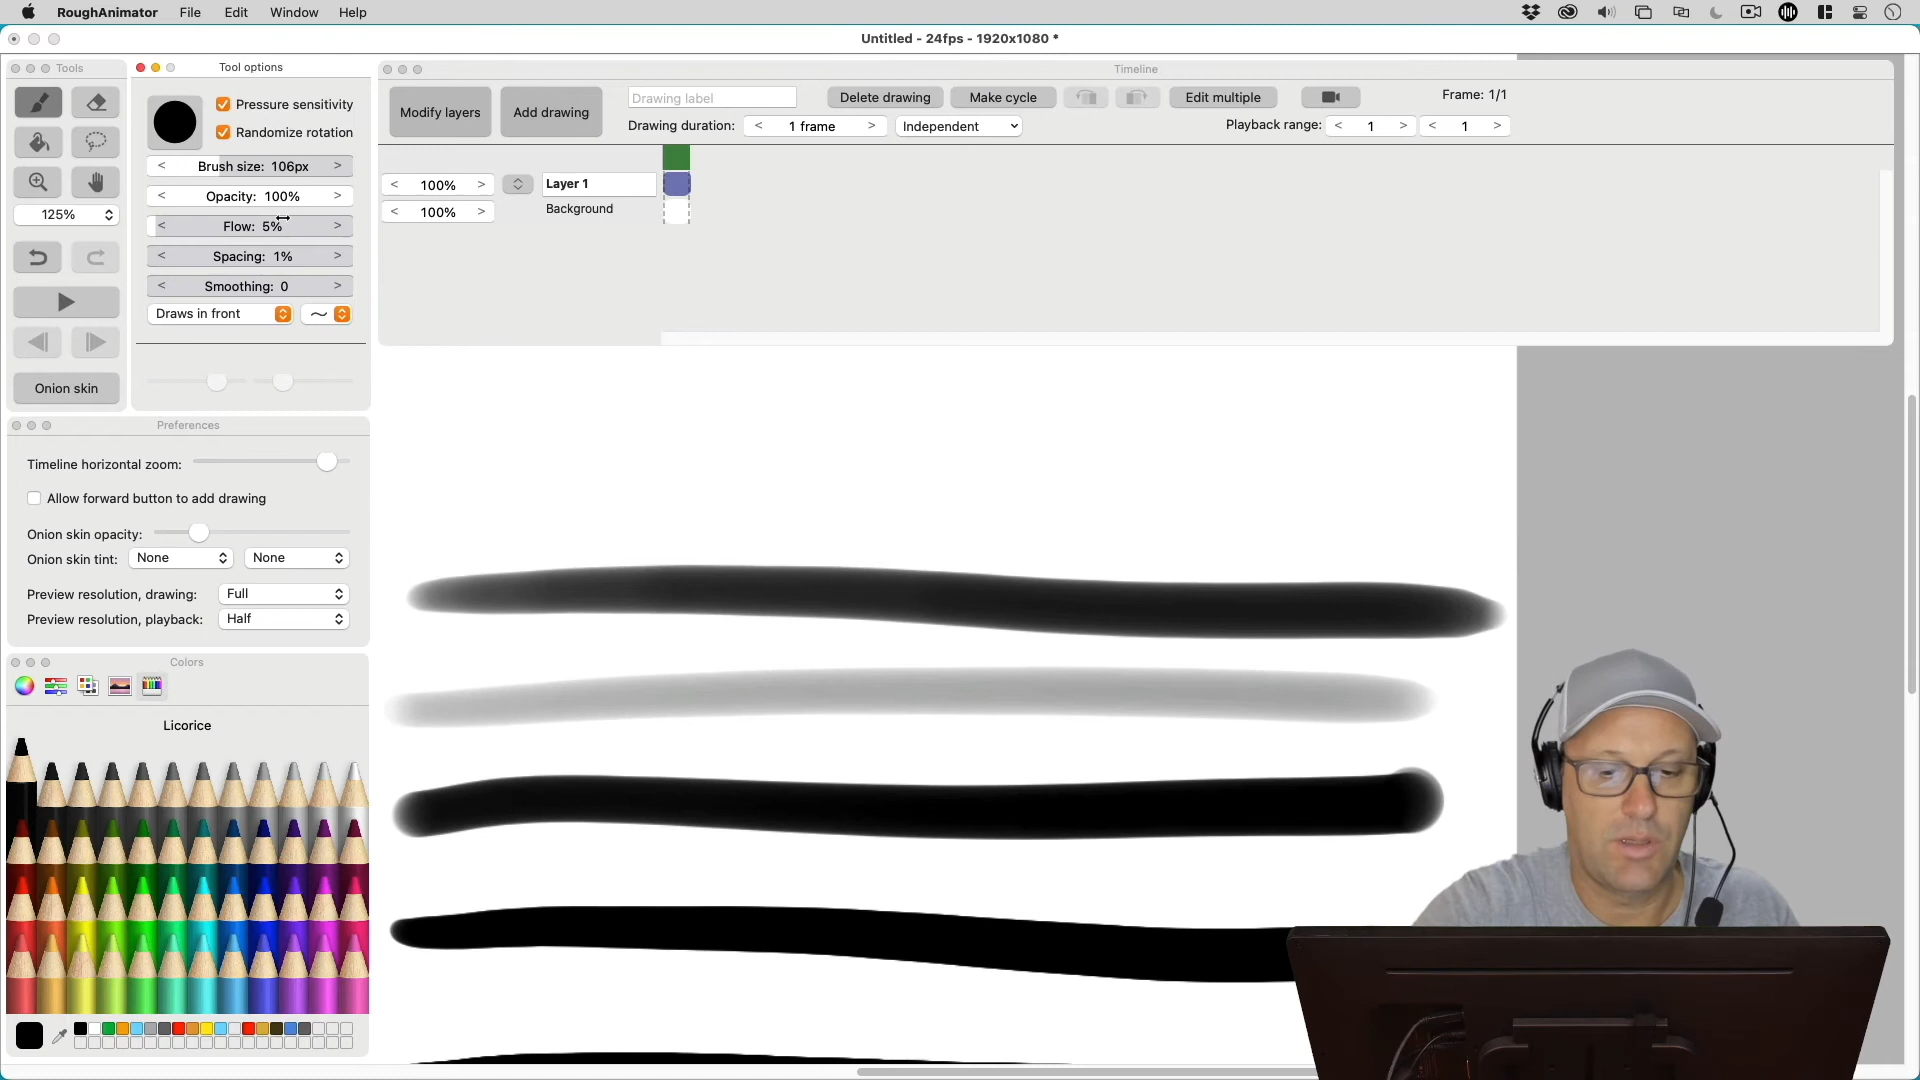 RoughAnimator File Edit Window Help
Untitled - 24fps - 1920x1080 *
Tools
Tool options
Timeline
Pressure sensitivity
Randomize rotation
Brush size: 106px
Opacity: 100%
Flow: 5%
Spacing: 1%
Smoothing: 0
Draws in front
125%
Onion skin
Modify layers
Add drawing
Drawing label
Delete drawing
Make cycle
Edit multiple
Frame: 1/1
Drawing duration: < 1 frame > Independent
Playback range: < 1 > < 1 >
< 100% > Layer 1
< 100% > Background
Preferences
Timeline horizontal zoom:
Allow forward button to add drawing
Onion skin opacity:
Onion skin tint: None None
Preview resolution, drawing: Full
Preview resolution, playback: Half
Colors
Licorice